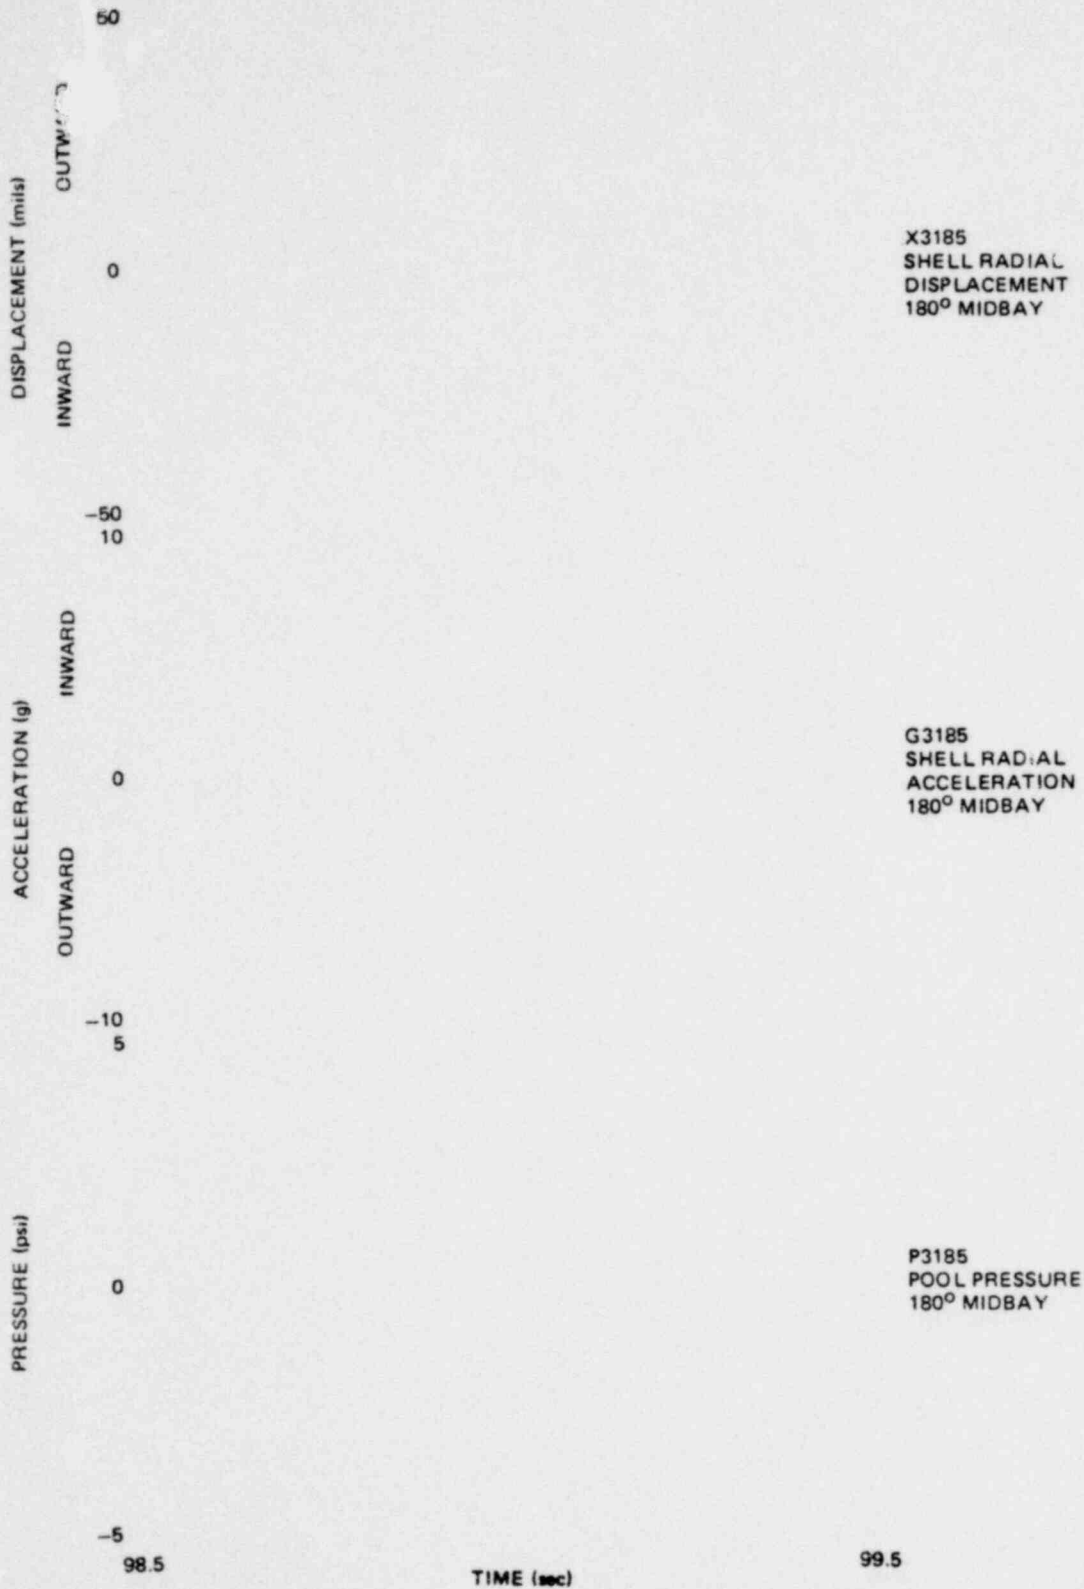 50
DISPLACEMENT (mils)
0
INWARD
-50
X3185
SHELL RADIAL
DISPLACEMENT
180° MIDBAY
10
INWARD
ACCELERATION (g)
0
OUTWARD
-10
G3185
SHELL RADIAL
ACCELERATION
180° MIDBAY
5
PRESSURE (psi)
0
-5
P3185
POOL PRESSURE
180° MIDBAY
98.5
99.5
TIME (sec)